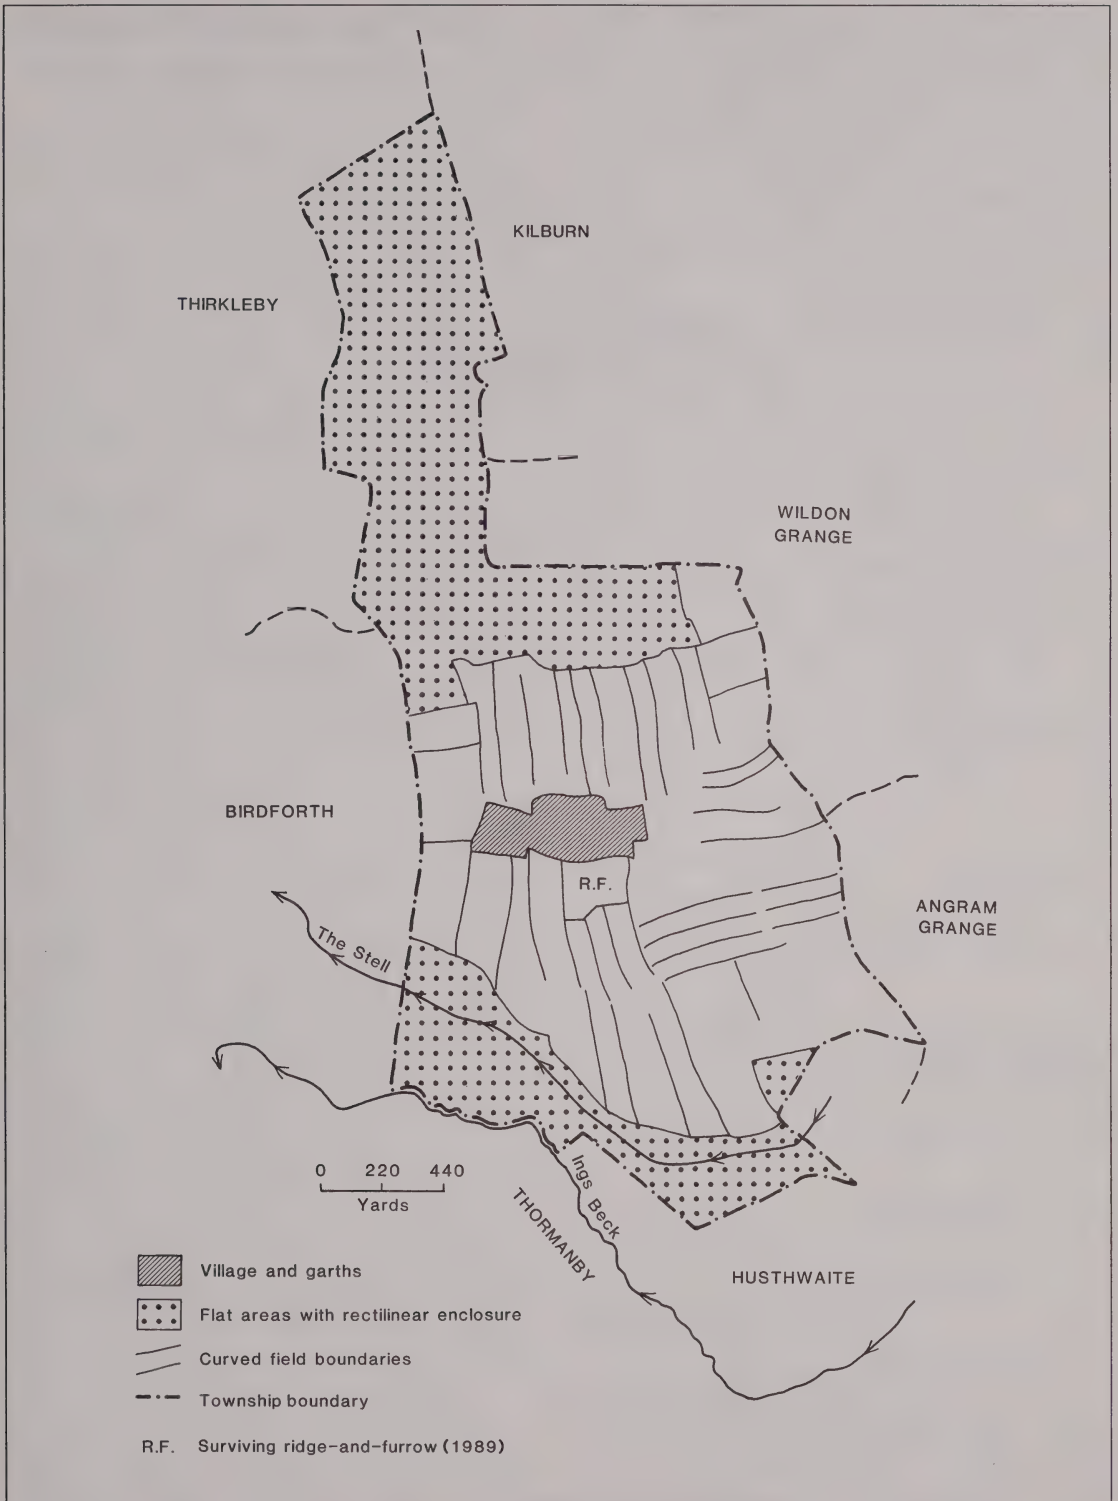 KILBURN
THIRKLEBY
WILDON
GRANGE
BIRDFORTH
R.F.
ANGRAM
GRANGE
The Stell
0 220 440
Yards
Ings Beck
THORMANBY
HUSTHWAITE
Village and garths
Flat areas with rectilinear enclosure
Curved field boundaries
Township boundary
R.F. Surviving ridge-and-furrow (1989)